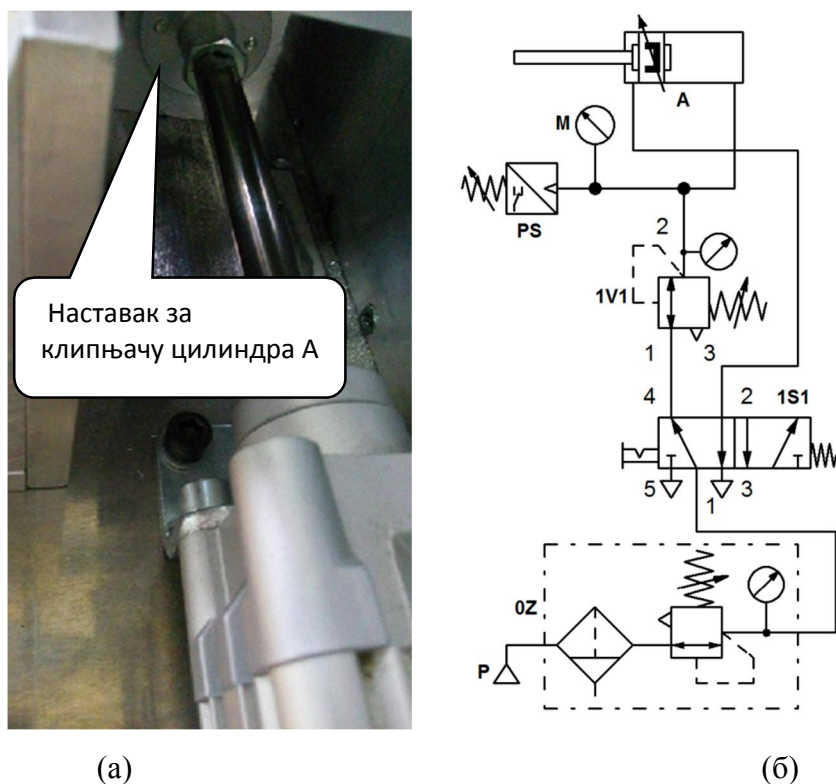 Наставак за
клипњачу цилиндра А
A
M
PS
2
1V1
1
3
4
2
1S1
5
1
3
0Z
P
(а)
(б)